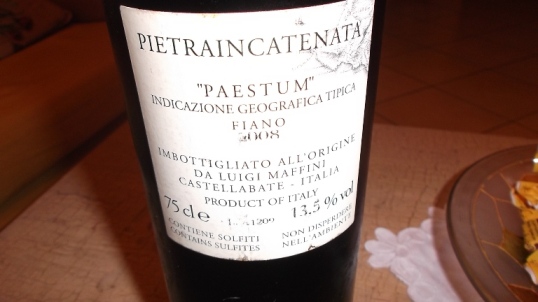 PIETRAINCATENATA
"PAESTUM"
INDICAZIONE GEOGRAFICA TIPICA
FIANO
2008
IMBOTTIGLIATO ALL'ORIGINE
DA LUIGI MAFFINI
CASTELLABATE - ITALIA
PRODUCT OF ITALY
75 cl e 13.5 % vol
CONTIENE SOLFITI
CONTAINS SULFITES
NON DISPERDERE
NELL'AMBIENTE